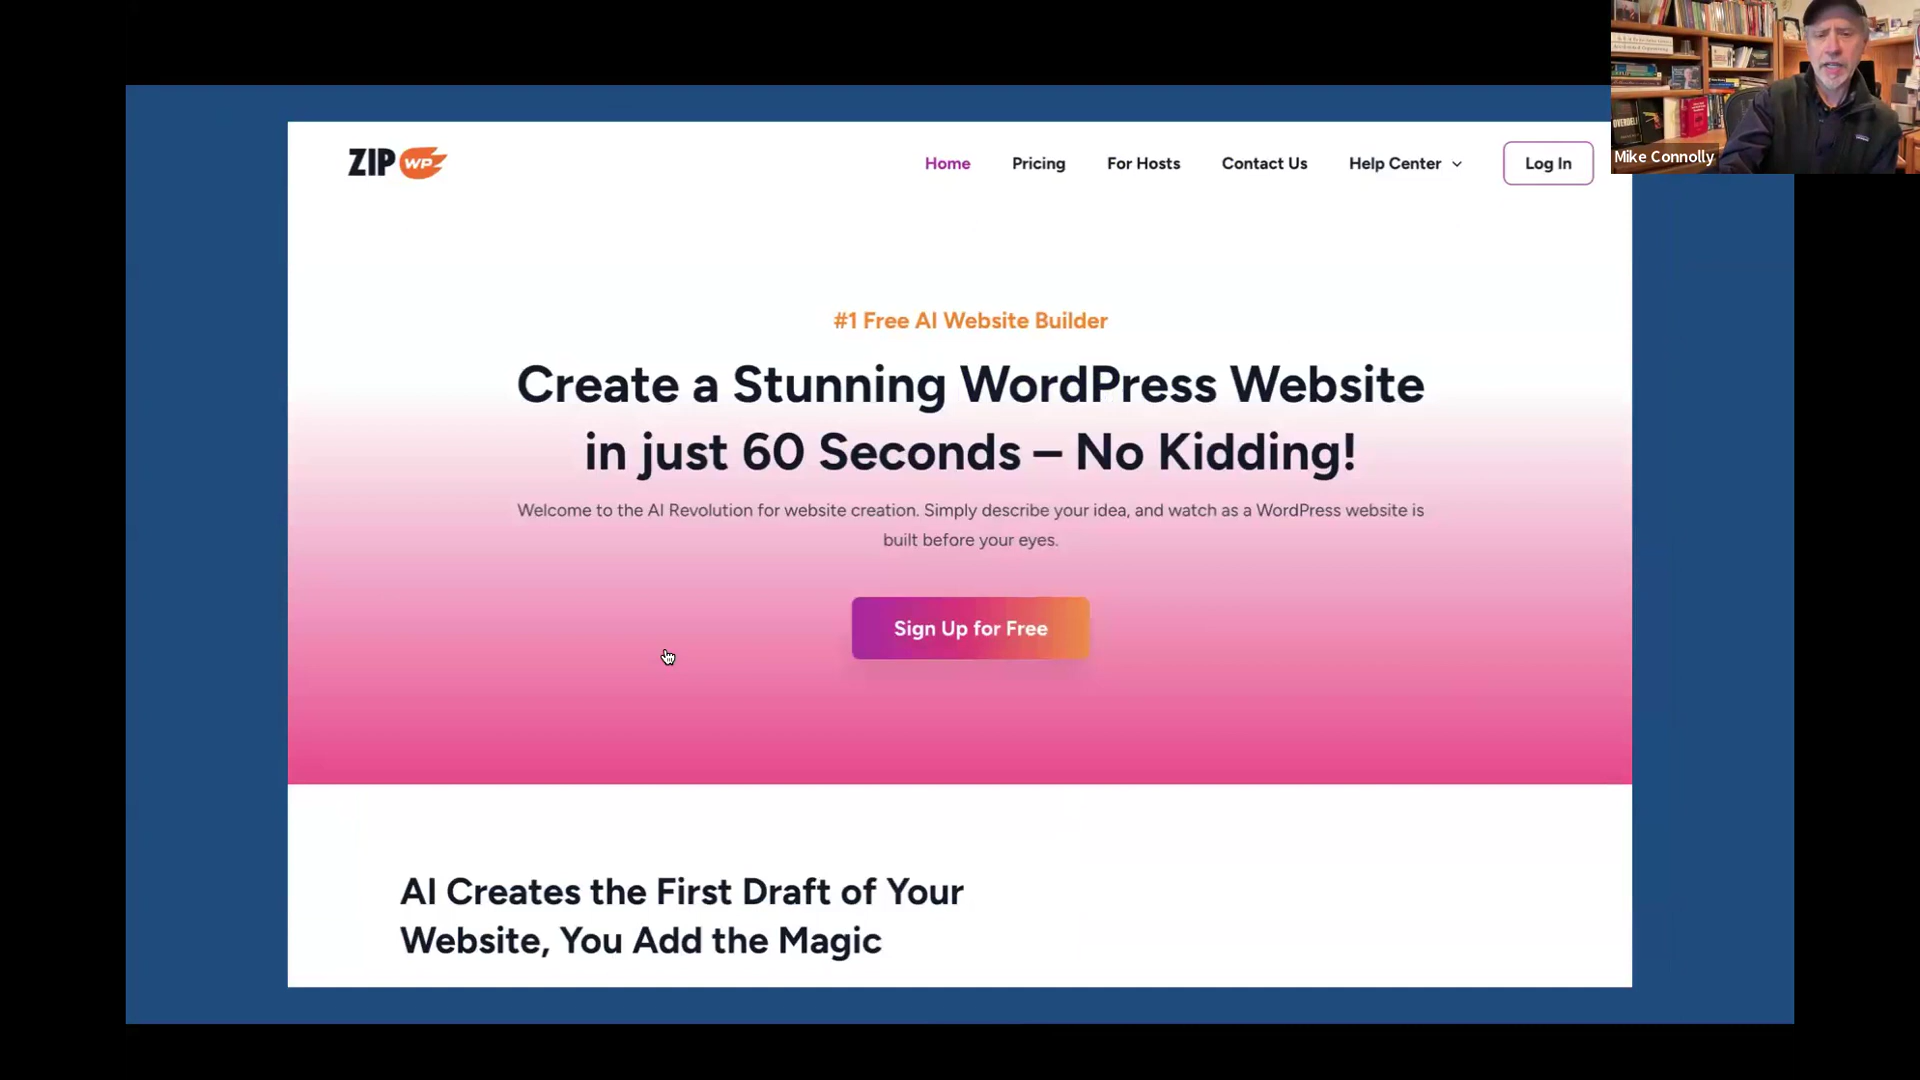 ZIP WP
Home
Pricing
For Hosts
Contact Us
Help Center
Log In
Mike Connolly
OVERDELI
#1 Free AI Website Builder
Create a Stunning WordPress Website
in just 60 Seconds – No Kidding!
Welcome to the AI Revolution for website creation. Simply describe your idea, and watch as a WordPress website is
built before your eyes.
Sign Up for Free
AI Creates the First Draft of Your
Website, You Add the Magic